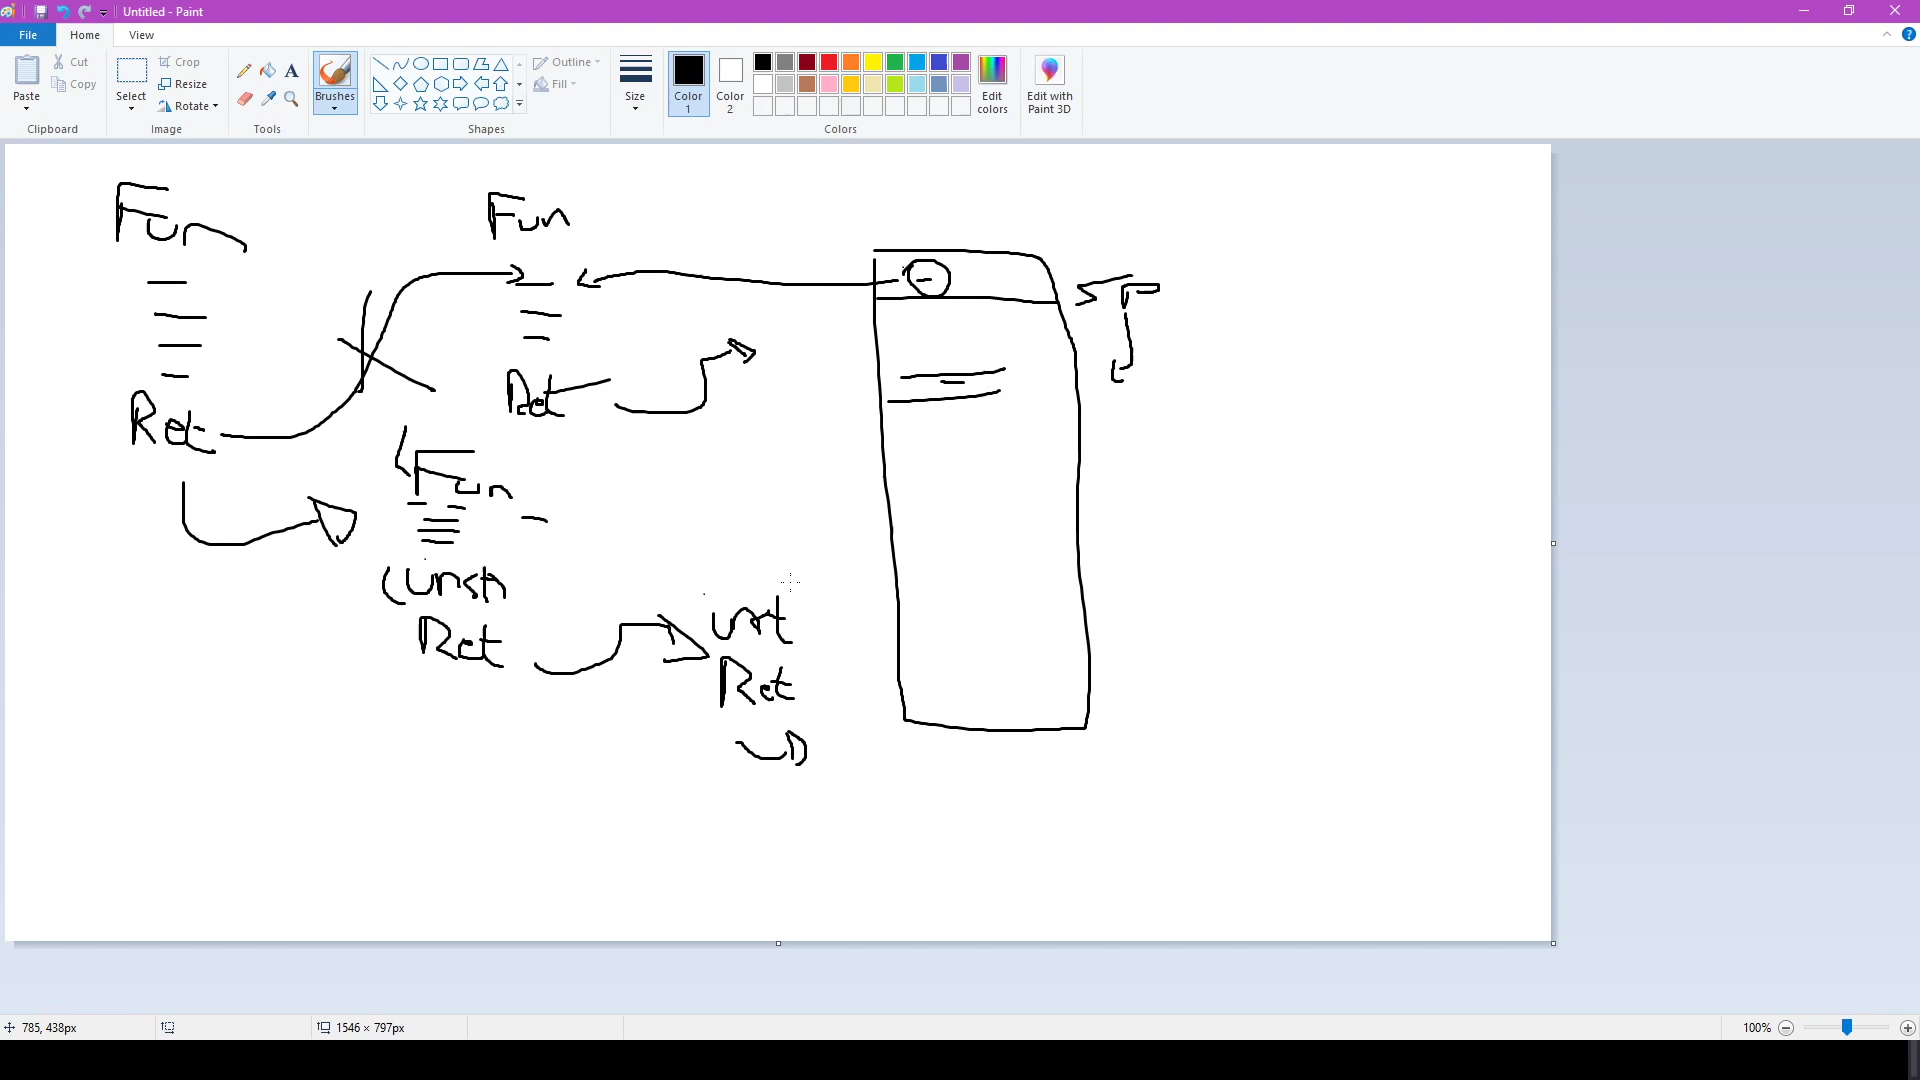 Untitled - Paint
File Home View
Paste
Cut
Copy
Clipboard
Select
Crop
Resize
Rotate
Image
Tools
Brushes
Shapes
Outline
Fill
Size
Color 1
Color 2
Colors
Edit colors
Edit with Paint 3D
Fun
Fun
Ret
Ret
Fun
Ret
Ret
785, 438px
1546 × 797px
100%